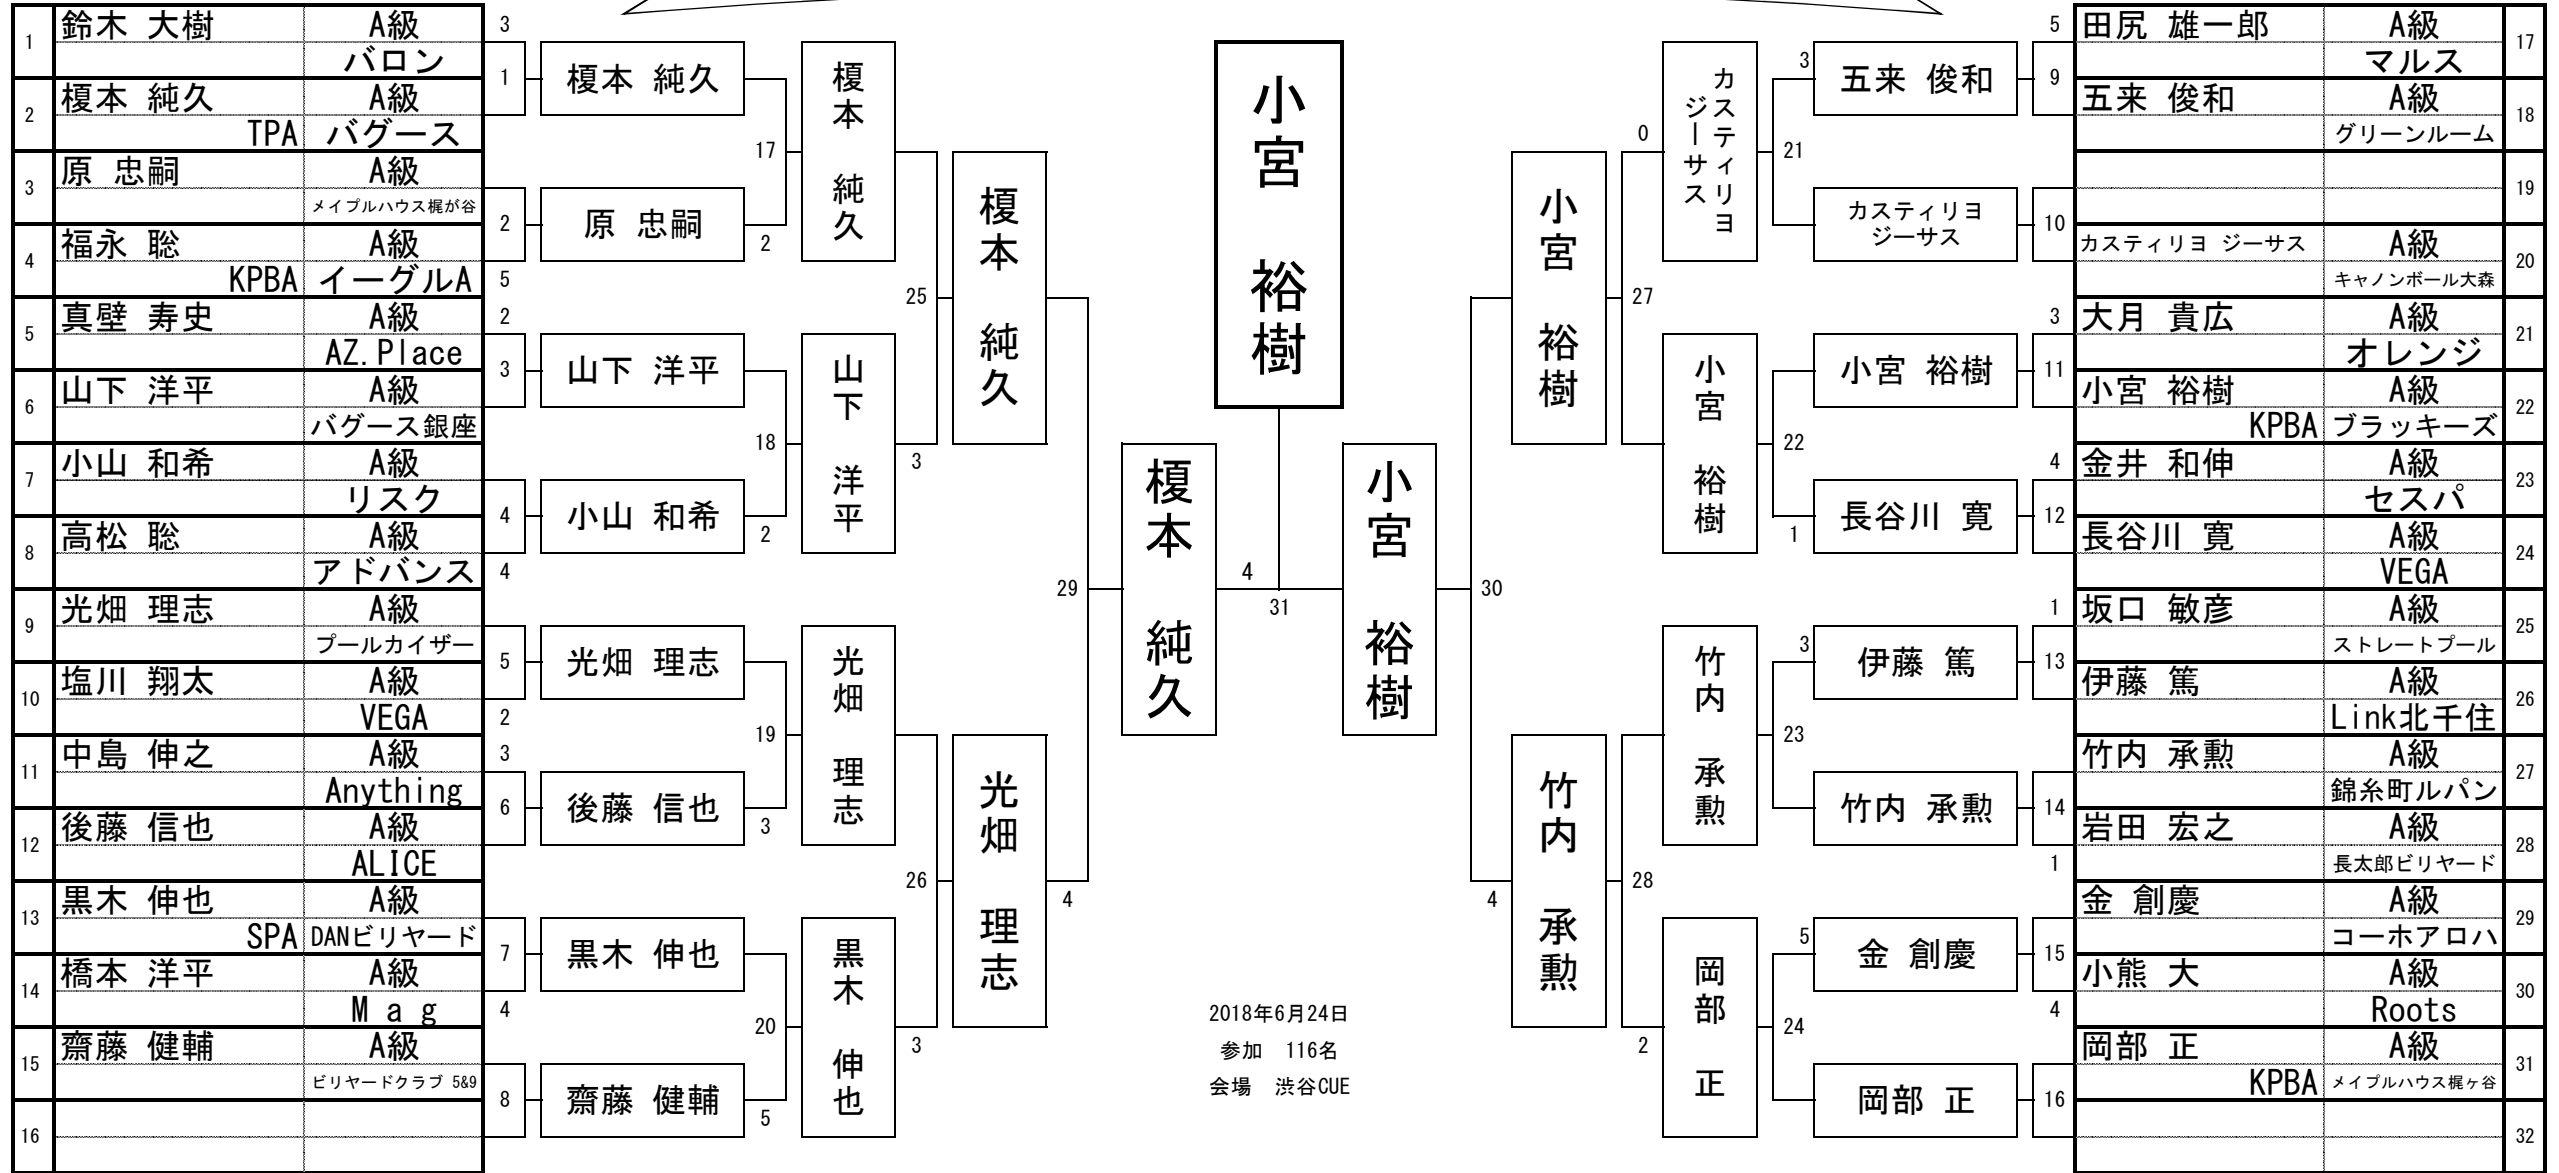 1 鈴木 大樹 A級 3
バロン
2 榎本 純久 A級
TPA バグース
1 榎本 純久
3 原 忠嗣 A級
メイプルハウス梶が谷
4 福永 聡 A級
KPBA イーグルA 5
2 原 忠嗣 2
17 榎本 純久
5 真壁 寿史 A級 2
AZ.Place
6 山下 洋平 A級
バグース銀座
3 山下 洋平
7 小山 和希 A級
リスク
8 高松 聡 A級
アドバンス 4
4 小山 和希 2
18 山下 洋平 3
25 榎本 純久
9 光畑 理志 A級
プールカイザー
10 塩川 翔太 A級
VEGA 2
5 光畑 理志
11 中島 伸之 A級 3
Anything
12 後藤 信也 A級
ALICE
6 後藤 信也 3
19 光畑 理志
13 黒木 伸也 A級
SPA DANビリヤード
14 橋本 洋平 A級
Mag 4
7 黒木 伸也
15 齋藤 健輔 A級
ビリヤードクラブ 5&9
16
8 齋藤 健輔 5
20 黒木 伸也 3
26 光畑 理志 4
29 榎本 純久 4
小宮 裕樹
31
小宮 裕樹 30
小宮 裕樹 27
カスティリヨ ジーサス 0 21
3 五来 俊和 9
5 田尻 雄一郎 A級 17
マルス
五来 俊和 A級 18
グリーンルーム
カスティリヨ
ジーサス 10
19
カスティリヨ ジーサス A級 20
キャノンボール大森
小宮 裕樹 22
小宮 裕樹 11
3 大月 貴広 A級 21
オレンジ
小宮 裕樹 A級 22
KPBA ブラッキーズ
1 長谷川 寛 12
4 金井 和伸 A級 23
セスパ
長谷川 寛 A級 24
VEGA
4 竹内 承勲 28
竹内 承勲 23
3 伊藤 篤 13
1 坂口 敏彦 A級 25
ストレートプール
伊藤 篤 A級 26
Link北千住
竹内 承勲 14
竹内 承勲 A級 27
錦糸町ルパン
岩田 宏之 A級 28
1 長太郎ビリヤード
2 岡部 正 24
5 金 創慶 15
金 創慶 A級 29
コーホアロハ
小熊 大 A級 30
4 Roots
岡部 正 16
岡部 正 A級 31
KPBA メイプルハウス梶ヶ谷
32
2018年6月24日
参加 116名
会場 渋谷CUE